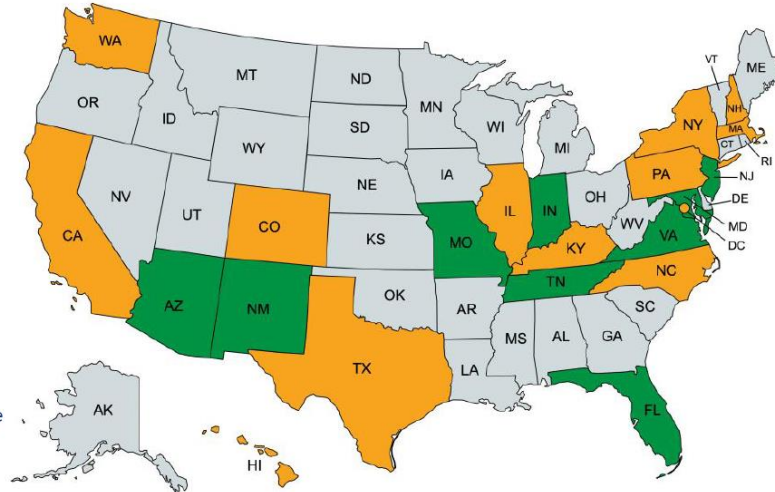 WA
MT
ND
MN
VT
ME
OR
ID
SD
WI
MI
NY
NH
MA
CT
RI
WY
IA
NE
PA
NJ
NV
UT
CO
IL
IN
OH
DE
WV
MD
VA
DC
CA
KS
MO
KY
NC
TN
AZ
NM
OK
AR
SC
MS
AL
GA
TX
LA
AK
FL
HI
e